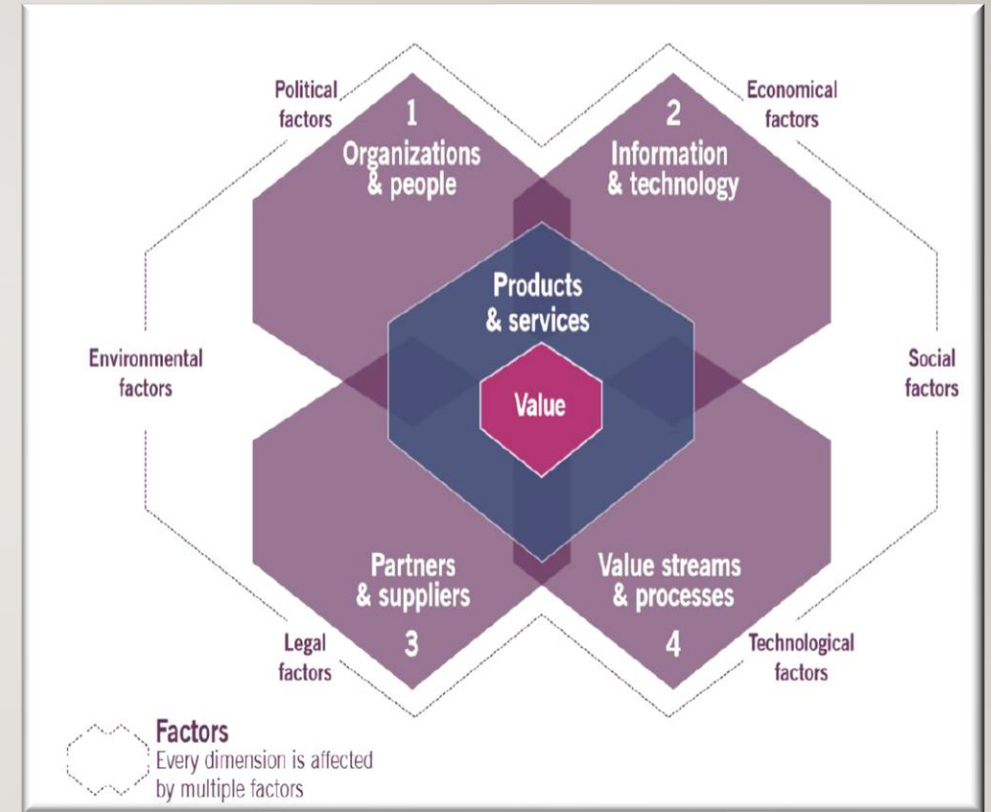 Political
factors
Economical
factors
1
Organizations
& people
2
Information
& technology
Products
& services
Value
Environmental
factors
Social
factors
Partners
& suppliers
3
Value streams
& processes
4
Legal
factors
Technological
factors
Factors
Every dimension is affected
by multiple factors